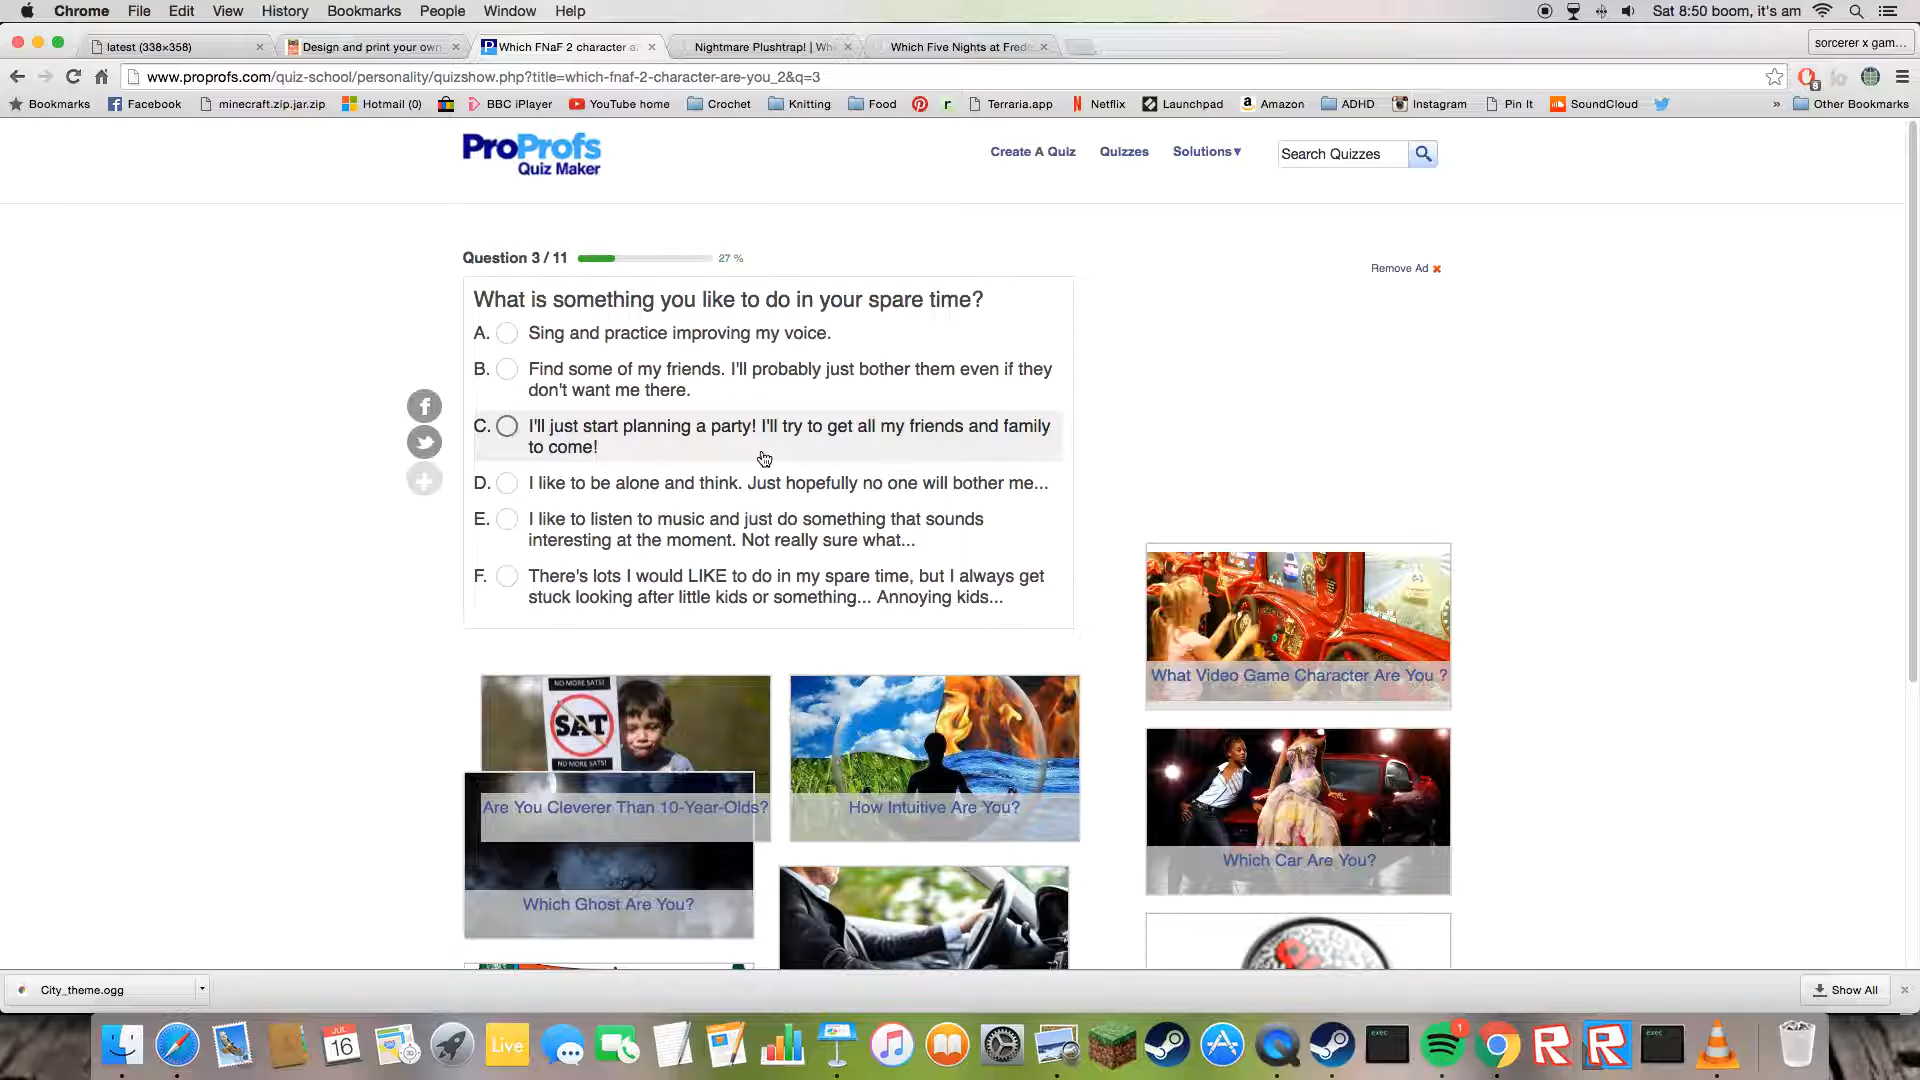 Chrome File Edit View History Bookmarks People Window Help Sat 8:50 boom, it's am
latest (338×358) Design and print your own Which FNaF 2 character a Nightmare Plushtrap! | Wh Which Five Nights at Fred sorcerer x gam...
www.proprofs.com/quiz-school/personality/quizshow.php?title=which-fnaf-2-character-are-you_2&q=3
Bookmarks Facebook minecraft.zip.jar.zip Hotmail (0) BBC iPlayer YouTube home Crochet Knitting Food r Terraria.app Netflix Launchpad Amazon ADHD Instagram Pin It SoundCloud » Other Bookmarks
ProProfs
Quiz Maker
Create A Quiz Quizzes Solutions▾ Search Quizzes
Question 3 / 11 27 %
Remove Ad
What is something you like to do in your spare time?
A. Sing and practice improving my voice.
B. Find some of my friends. I'll probably just bother them even if they
don't want me there.
C. I'll just start planning a party! I'll try to get all my friends and family
to come!
D. I like to be alone and think. Just hopefully no one will bother me...
E. I like to listen to music and just do something that sounds
interesting at the moment. Not really sure what...
F. There's lots I would LIKE to do in my spare time, but I always get
stuck looking after little kids or something... Annoying kids...
What Video Game Character Are You ?
NO MORE SATS!
SAT
NO MORE SATS!
Are You Cleverer Than 10-Year-Olds?
How Intuitive Are You?
Which Car Are You?
Which Ghost Are You?
City_theme.ogg
Show All
JUL
16
Live
exec
1
exec